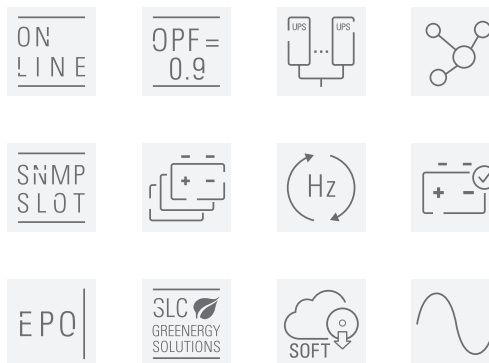 ON
LINE
OPF=
0.9
UPS
UPS
...
SNMP
SLOT
Hz
EPO
SLC
GREENERGY
SOLUTIONS
SOFT